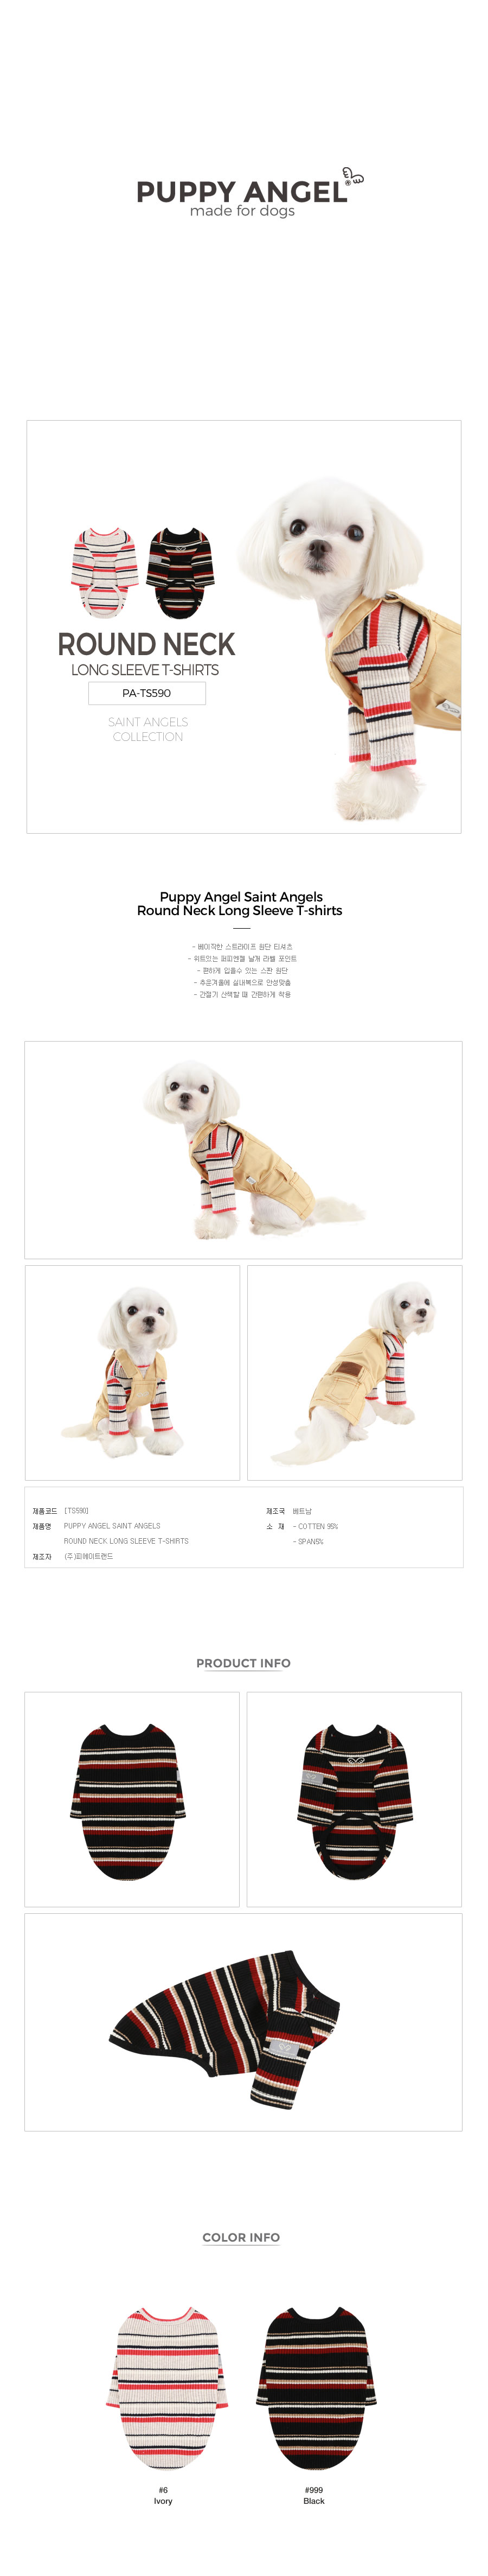 PUPPY ANGEL
®
made for dogs
ROUND NECK
LONG SLEEVE T-SHIRTS
PA-TS590
SAINT ANGELS
COLLECTION
Puppy Angel Saint Angels
Round Neck Long Sleeve T-shirts
- 베이직한 스트라이프 원단 티셔츠
- 위트있는 퍼피엔젤 날개 라벨 포인트
- 편하게 입을수 있는 스판 원단
- 추운겨울에 실내복으로 안성맞춤
- 간절기 산책할 때 간편하게 착용
제품코드 [TS590]
제품명 PUPPY ANGEL SAINT ANGELS
ROUND NECK LONG SLEEVE T-SHIRTS
제조자 (주)피에이트렌드
제조국 베트남
소 재 - COTTEN 95%
- SPAN5%
PRODUCT INFO
COLOR INFO
#6
Ivory
#999
Black